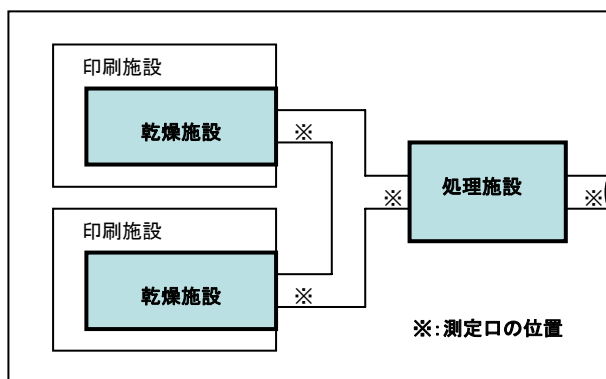 印刷施設
乾燥施設
※
処理施設
※
※
印刷施設
乾燥施設
※
※:測定口の位置